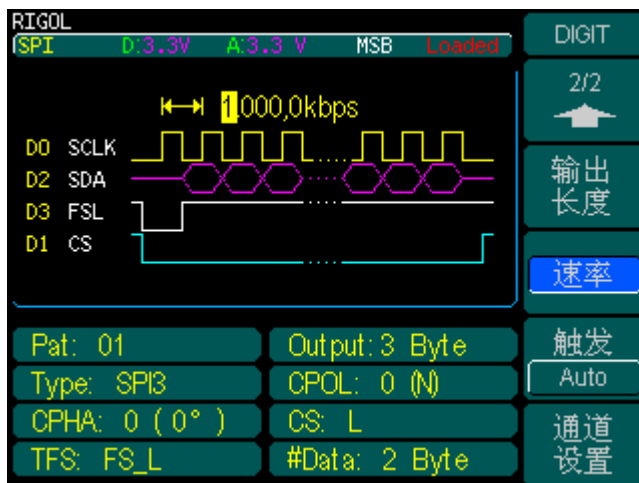 RIGOL
SPI D:3.3V A:3.3 V MSB Loaded
1,000,0kbps
D0 SCLK
D2 SDA
D3 FSL
D1 CS
Pat: 01
Output:3 Byte
Type: SPI3
CPOL: 0 (N)
CPHA: 0 ( 0° )
CS: L
TFS: FS_L
#Data: 2 Byte
DIGIT
2/2
输出
长度
速率
触发
Auto
通道
设置